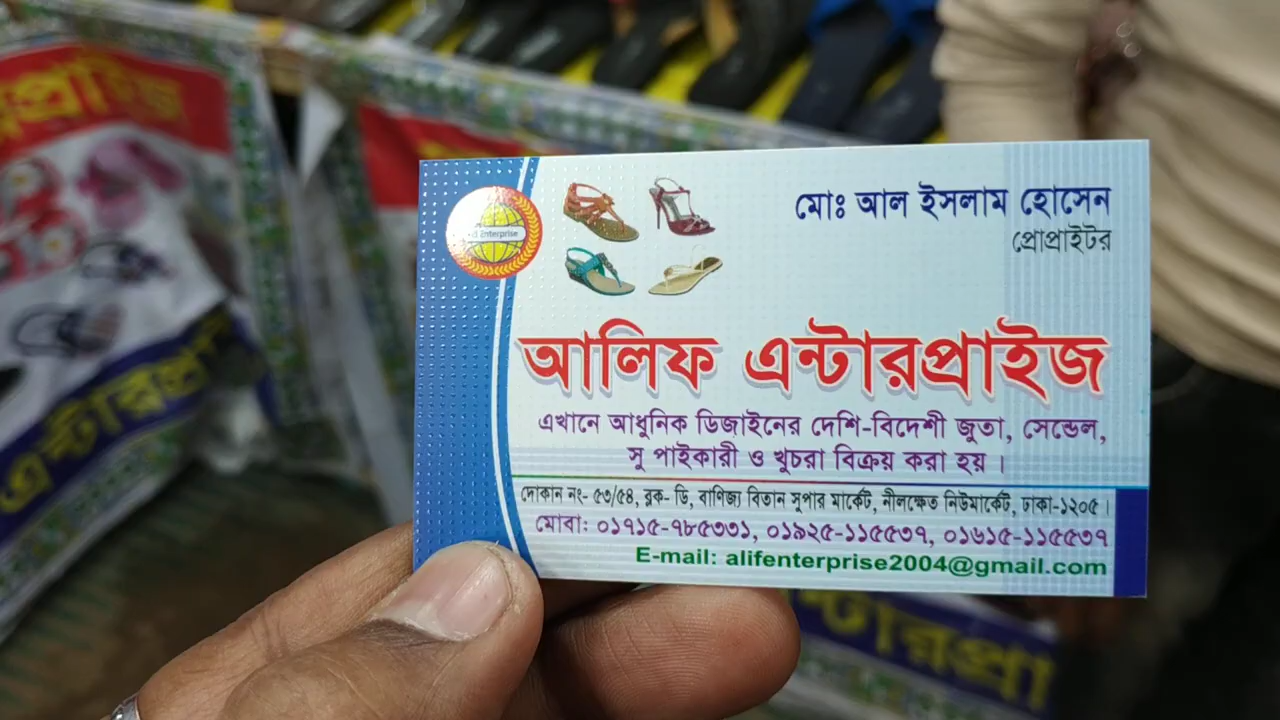 মোঃ আল ইসলাম হোসেন
প্রোপ্রাইটর
Enterprise
আলিফ এন্টারপ্রাইজ
এখানে আধুনিক ডিজাইনের দেশি-বিদেশী জুতা, সেন্ডেল,
সু পাইকারী ও খুচরা বিক্রয় করা হয়।
দোকান নং- ৫৩/৫৪, ব্লক- ডি, বাণিজ্য বিতান সুপার মার্কেট, নীলক্ষেত নিউমার্কেট, ঢাকা-১২০৫।
মোবা: ০১৭১৫-৭৮৫৩৩১, ০১৯২৫-১১৫৫৩৭, ০১৬১৫-১১৫৫৩৭
E-mail: alifenterprise2004@gmail.com